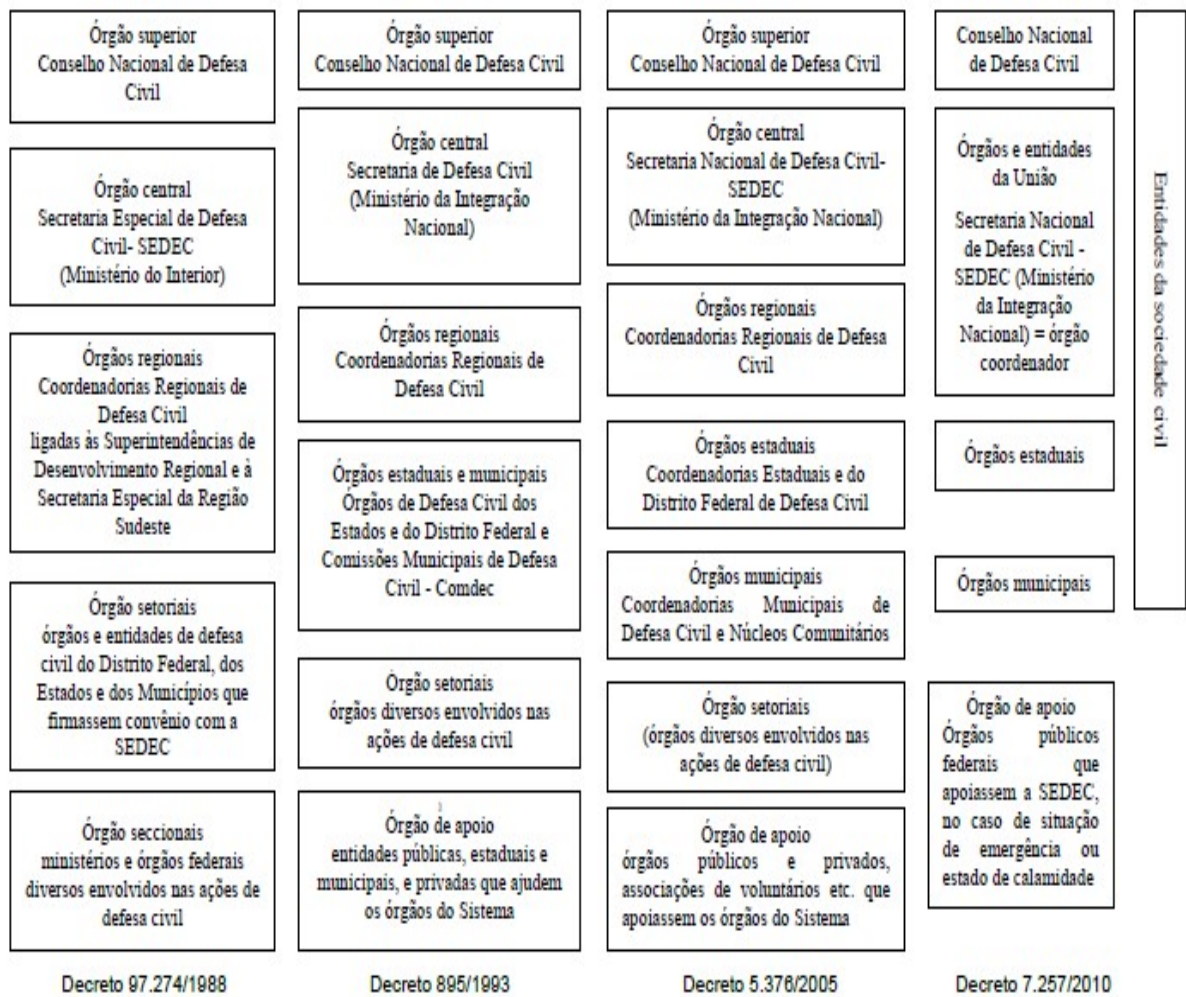 Órgão superior
Conselho Nacional de Defesa
Civil
Órgão central
Secretaria Especial de Defesa
Civil- SEDEC
(Ministério do Interior)
Órgãos regionais
Coordenadorias Regionais de
Defesa Civil
ligadas às Superintendências de
Desenvolvimento Regional e à
Secretaria Especial da Região
Sudeste
Órgão setoriais
órgãos e entidades de defesa
civil do Distrito Federal, dos
Estados e dos Municípios que
firmassem convênio com a
SEDEC
Órgão seccionais
ministérios e órgãos federais
diversos envolvidos nas ações de
defesa civil
Decreto 97.274/1988
Órgão superior
Conselho Nacional de Defesa Civil
Órgão central
Secretaria de Defesa Civil
(Ministério da Integração
Nacional)
Órgãos regionais
Coordenadorias Regionais de
Defesa Civil
Órgãos estaduais e municipais
Órgãos de Defesa Civil dos
Estados e do Distrito Federal e
Comissões Municipais de Defesa
Civil - Comdec
Órgão setoriais
órgãos diversos envolvidos nas
ações de defesa civil
Órgão de apoio
entidades públicas, estaduais e
municipais, e privadas que ajudem
os órgãos do Sistema
Decreto 895/1993
Órgão superior
Conselho Nacional de Defesa Civil
Órgão central
Secretaria Nacional de Defesa Civil-
SEDEC
(Ministério da Integração Nacional)
Órgãos regionais
Coordenadorias Regionais de Defesa
Civil
Órgãos estaduais
Coordenadorias Estaduais e do
Distrito Federal de Defesa Civil
Órgãos municipais
Coordenadorias Municipais de
Defesa Civil e Núcleos Comunitários
Órgão setoriais
(órgãos diversos envolvidos nas
ações de defesa civil)
Órgão de apoio
órgãos públicos e privados,
associações de voluntários etc. que
apoiassem os órgãos do Sistema
Decreto 5.376/2005
Conselho Nacional
de Defesa Civil
Órgãos e entidades
da União
Secretaria Nacional
de Defesa Civil -
SEDEC (Ministério
da Integração
Nacional) = órgão
coordenador
Órgãos estaduais
Órgãos municipais
Órgão de apoio
Órgãos públicos
federais que
apoiassem a SEDEC,
no caso de situação
de emergência ou
estado de calamidade
Decreto 7.257/2010
Entidades da sociedade civil